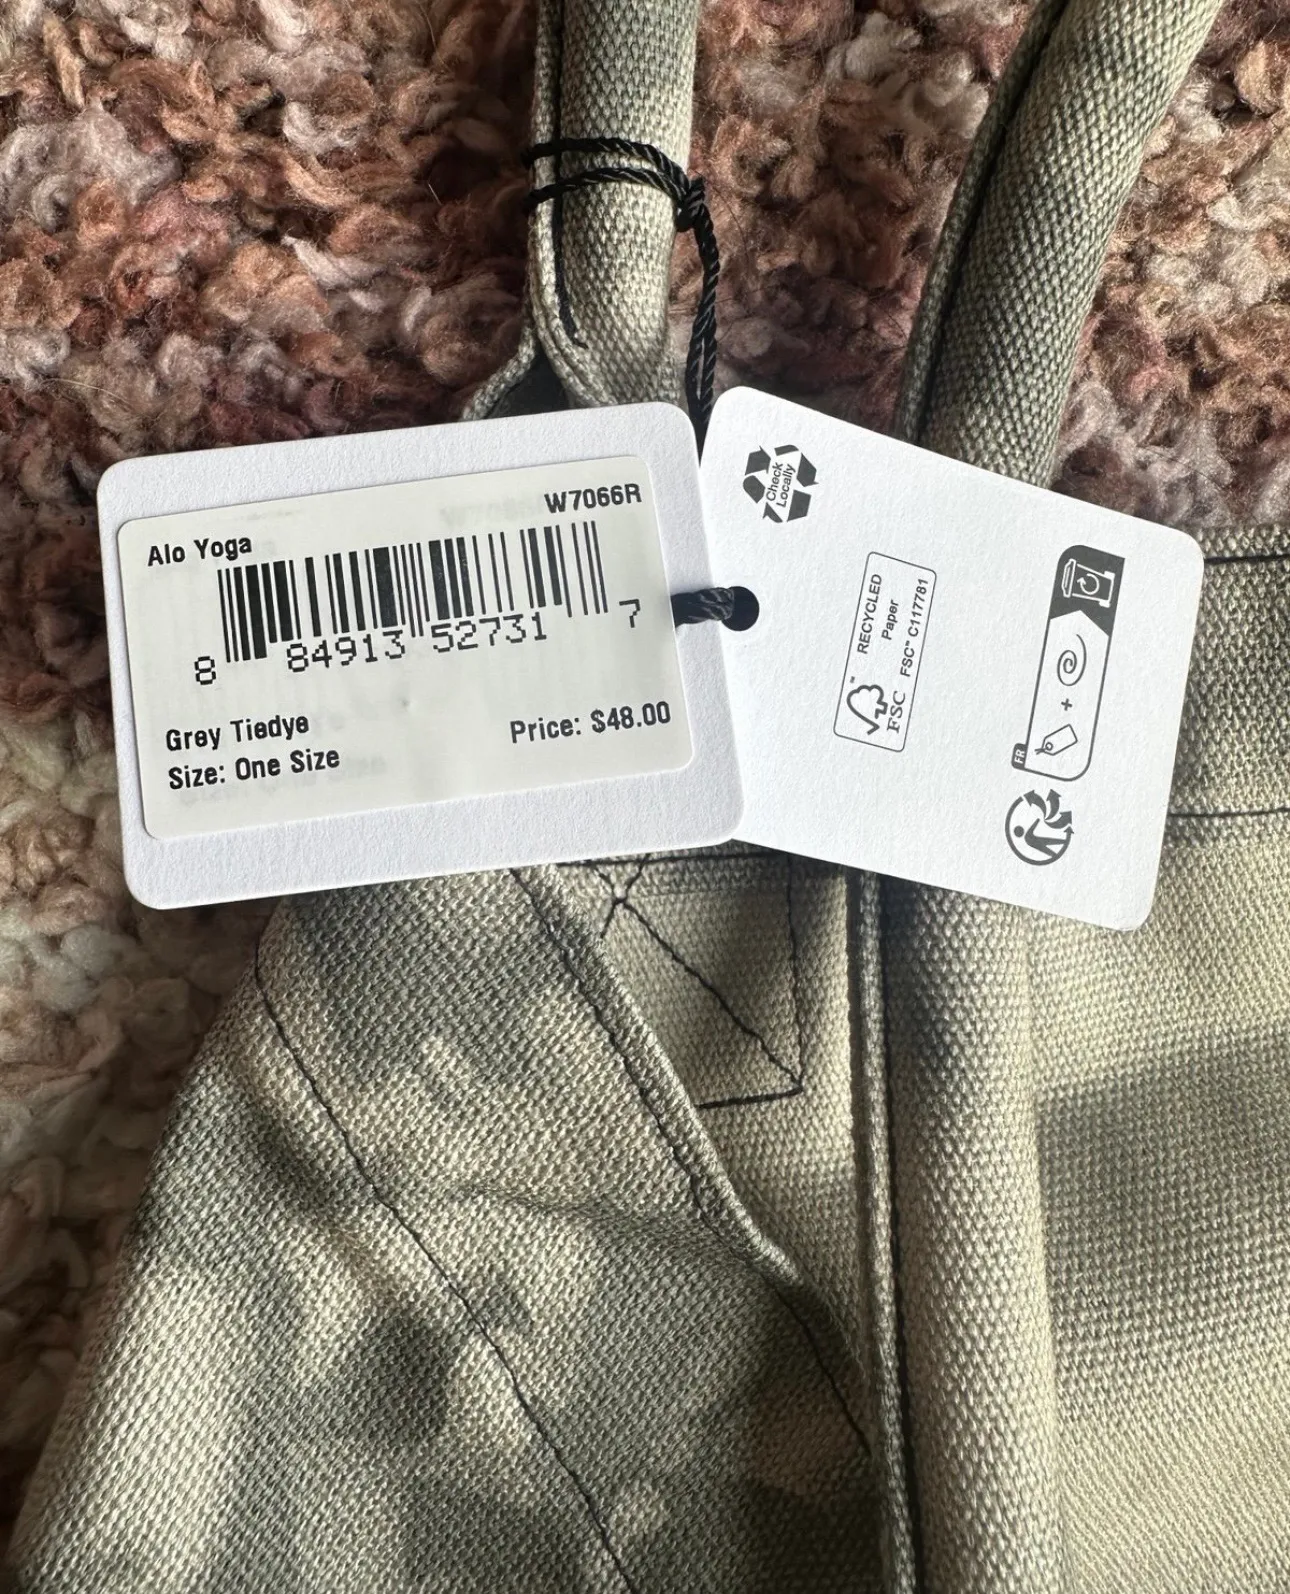 W7066R
Alo Yoga
8 84913 52731 7
Grey Tiedye
Price: $48.00
Size: One Size
Check
Locally
RECYCLED
Paper
FSC™ C117781
FSC™
FR
+